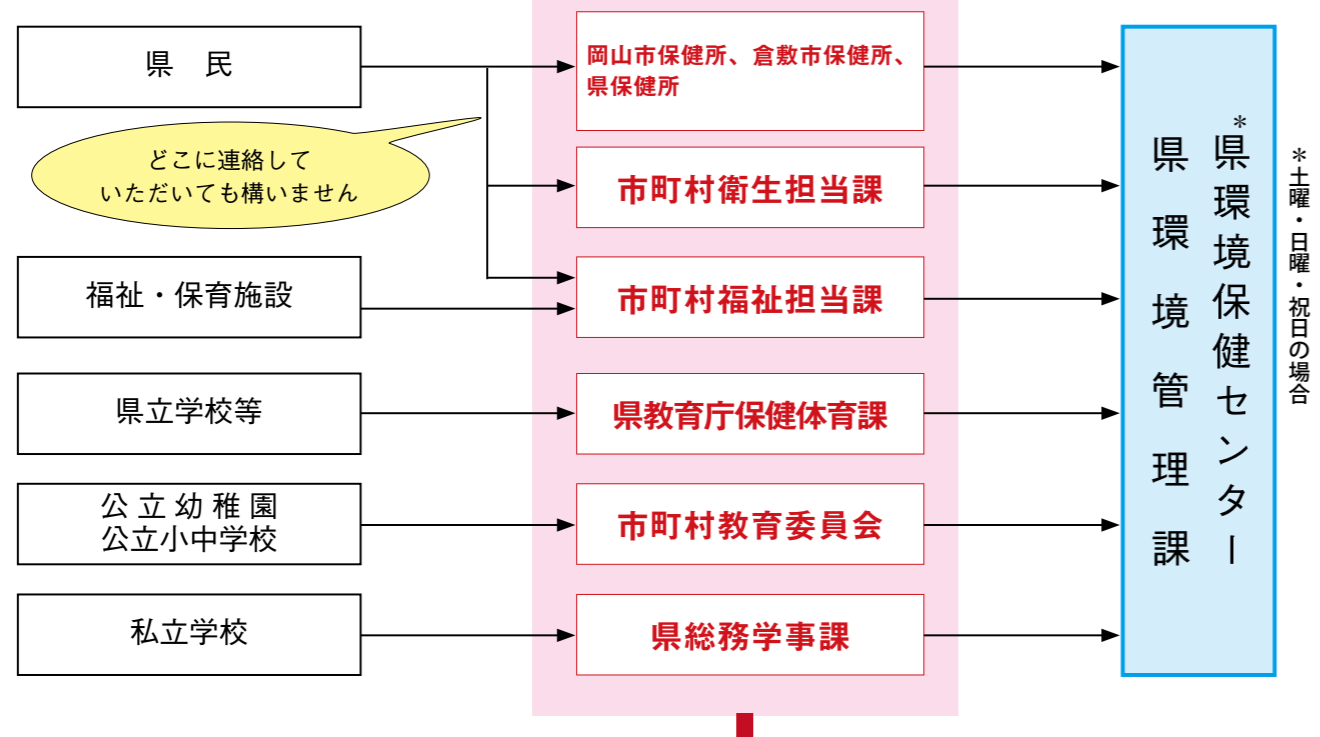 県　民
岡山市保健所、倉敷市保健所、
県保健所
どこに連絡して
いただいても構いません
市町村衛生担当課
福祉・保育施設
市町村福祉担当課
県立学校等
県教育庁保健体育課
公立幼稚園
公立小中学校
市町村教育委員会
私立学校
県総務学事課
＊県環境保健センター
県環境管理課
＊土曜・日曜・祝日の場合